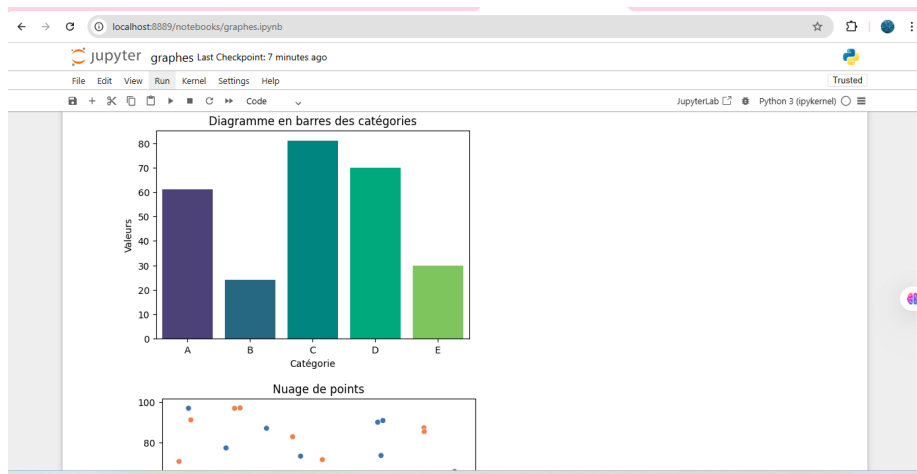 localhost:8889/notebooks/graphes.ipynb
jupyter graphes Last Checkpoint: 7 minutes ago
File Edit View Run Kernel Settings Help
Trusted
Code
JupyterLab
Python 3 (ipykernel)
Diagramme en barres des catégories
80
70
60
50
40
30
20
10
0
Valeurs
A B C D E
Catégorie
Nuage de points
100
80